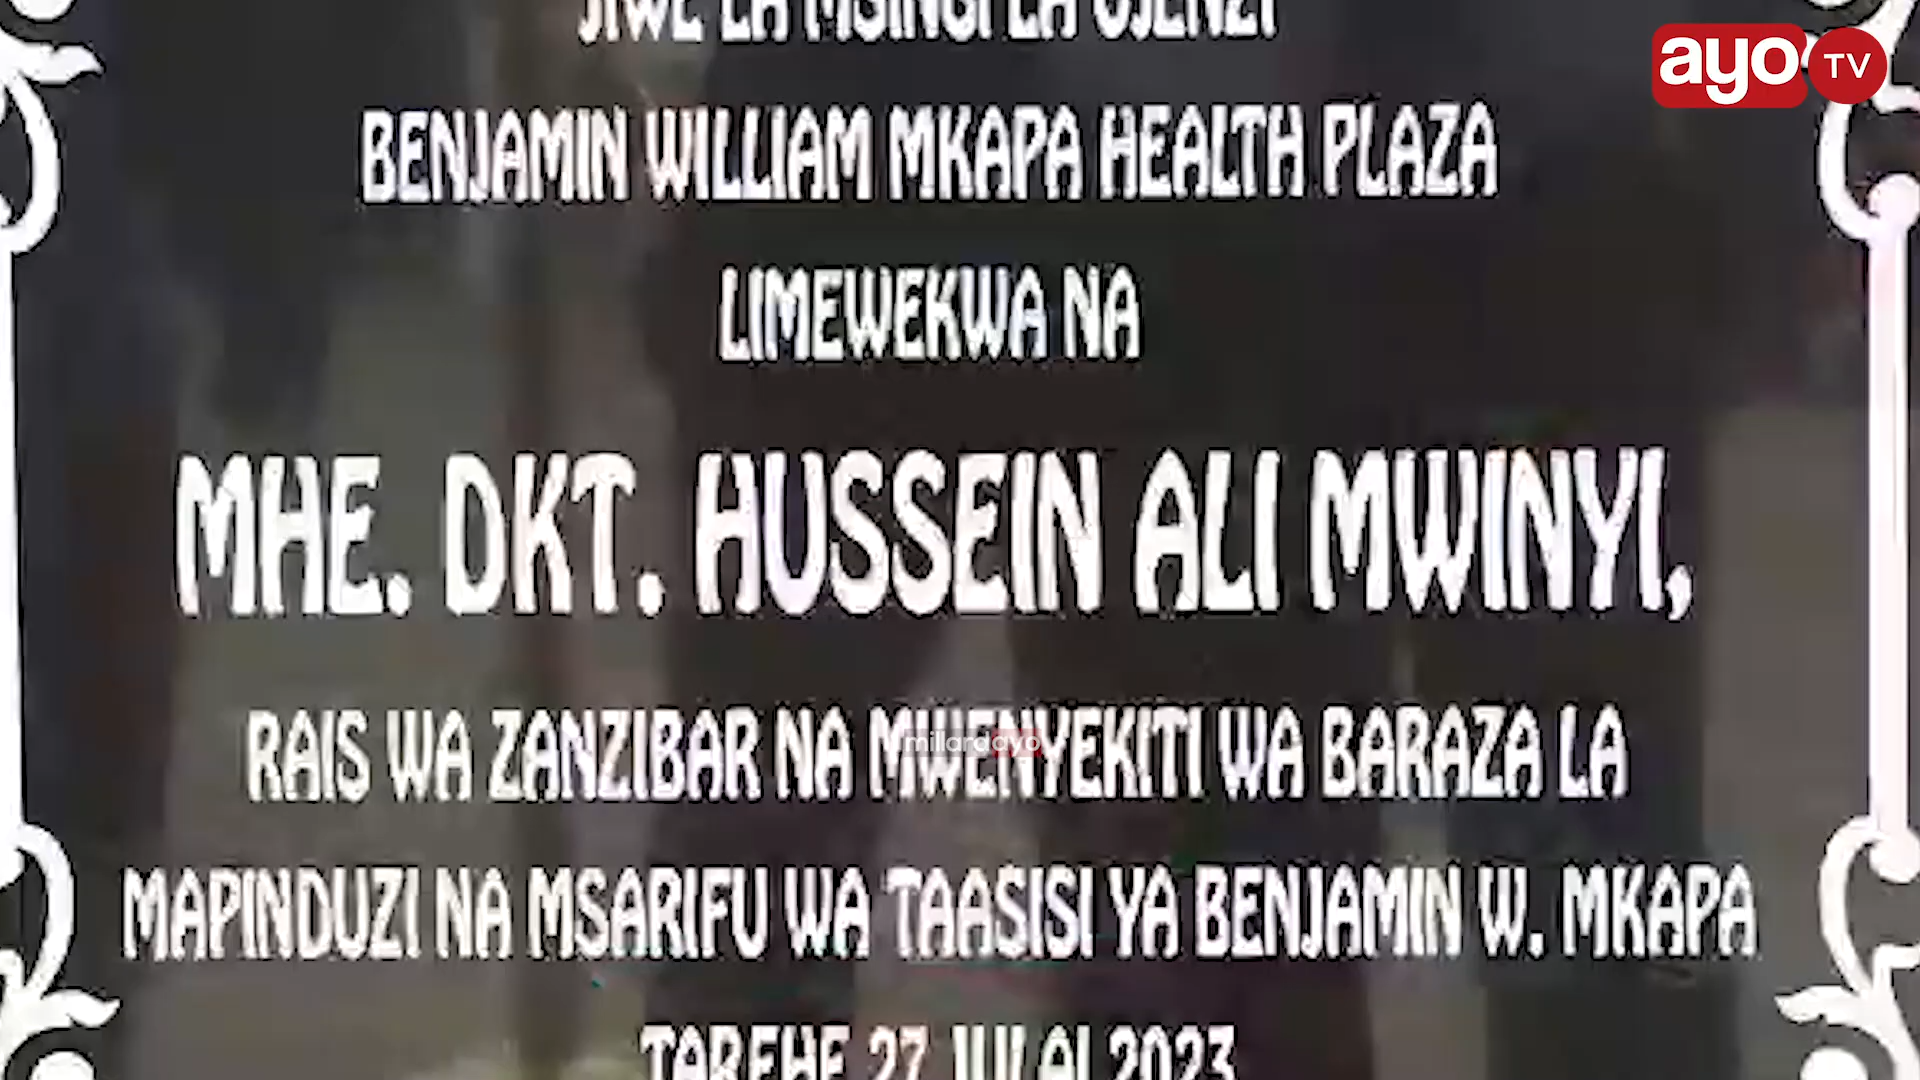 JIWE LA MSINGI LA UJENZI
ayo TV
BENJAMIN WILLIAM MKAPA HEALTH PLAZA
LIMEWEKWA NA
MHE. DKT. HUSSEIN ALI MWINYI,
RAIS WA ZANZIBAR NA MWENYEKITI WA BARAZA LA
millardayo
MAPINDUZI NA MSARIFU WA TAASISI YA BENJAMIN W. MKAPA
TAREHE 27 JULAI 2023